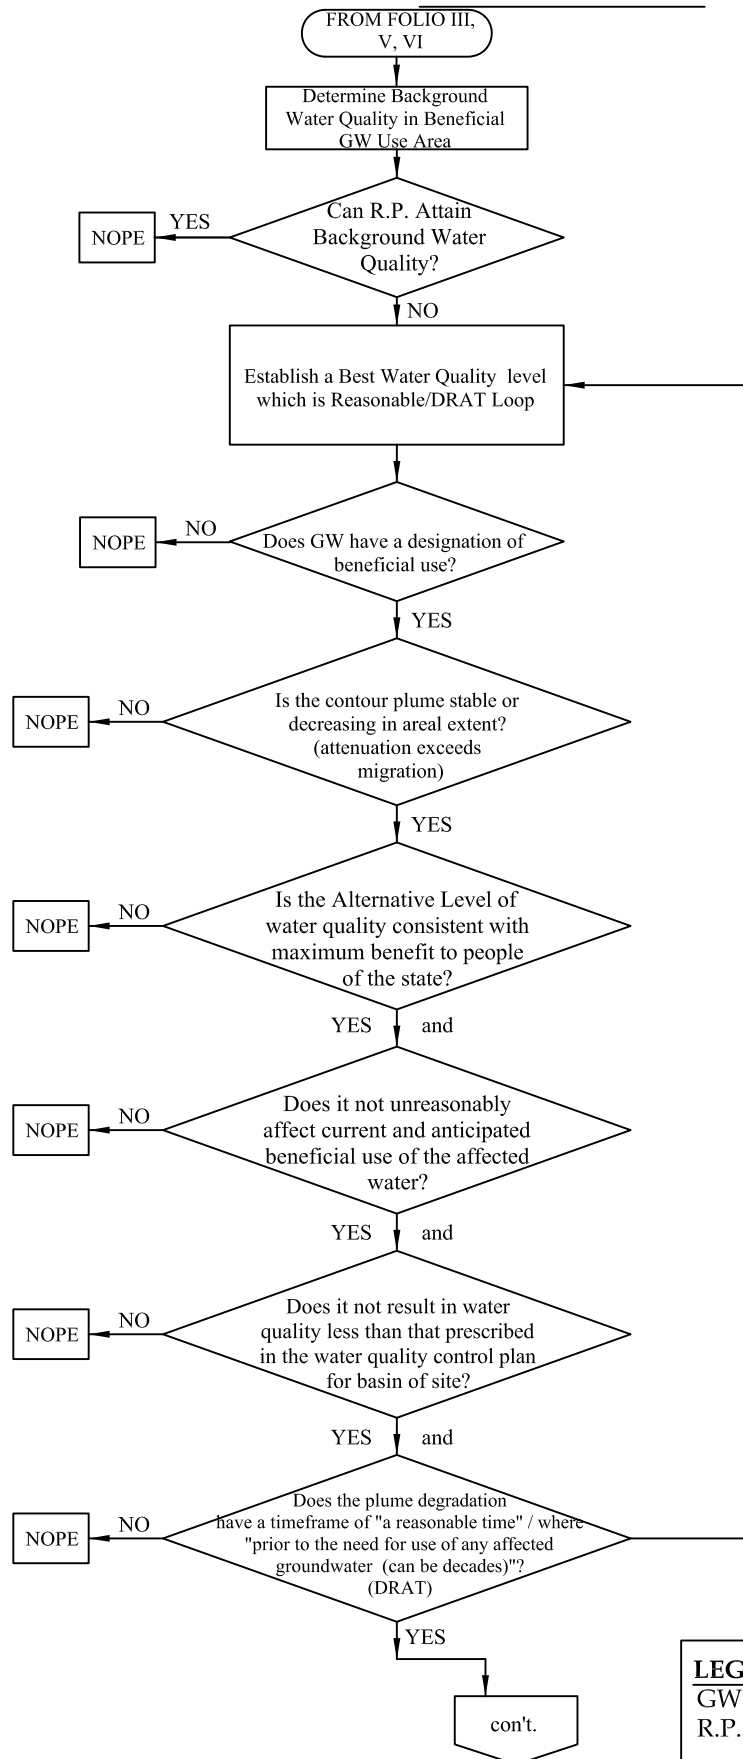 FROM FOLIO III,
V, VI
Determine Background
Water Quality in Beneficial
GW Use Area
Can R.P. Attain
Background Water
Quality?
YES
NOPE
NO
Establish a Best Water Quality level
which is Reasonable/DRAT Loop
Does GW have a designation of
beneficial use?
NO
NOPE
YES
Is the contour plume stable or
decreasing in areal extent?
(attenuation exceeds
migration)
NO
NOPE
YES
Is the Alternative Level of
water quality consistent with
maximum benefit to people
of the state?
NO
NOPE
YES and
Does it not unreasonably
affect current and anticipated
beneficial use of the affected
water?
NO
NOPE
YES and
Does it not result in water
quality less than that prescribed
in the water quality control plan
for basin of site?
NO
NOPE
YES and
Does the plume degradation
have a timeframe of "a reasonable time" / where
"prior to the need for use of any affected
groundwater (can be decades)"?
(DRAT)
NO
NOPE
YES
con't.
LEG
GW
R.P.